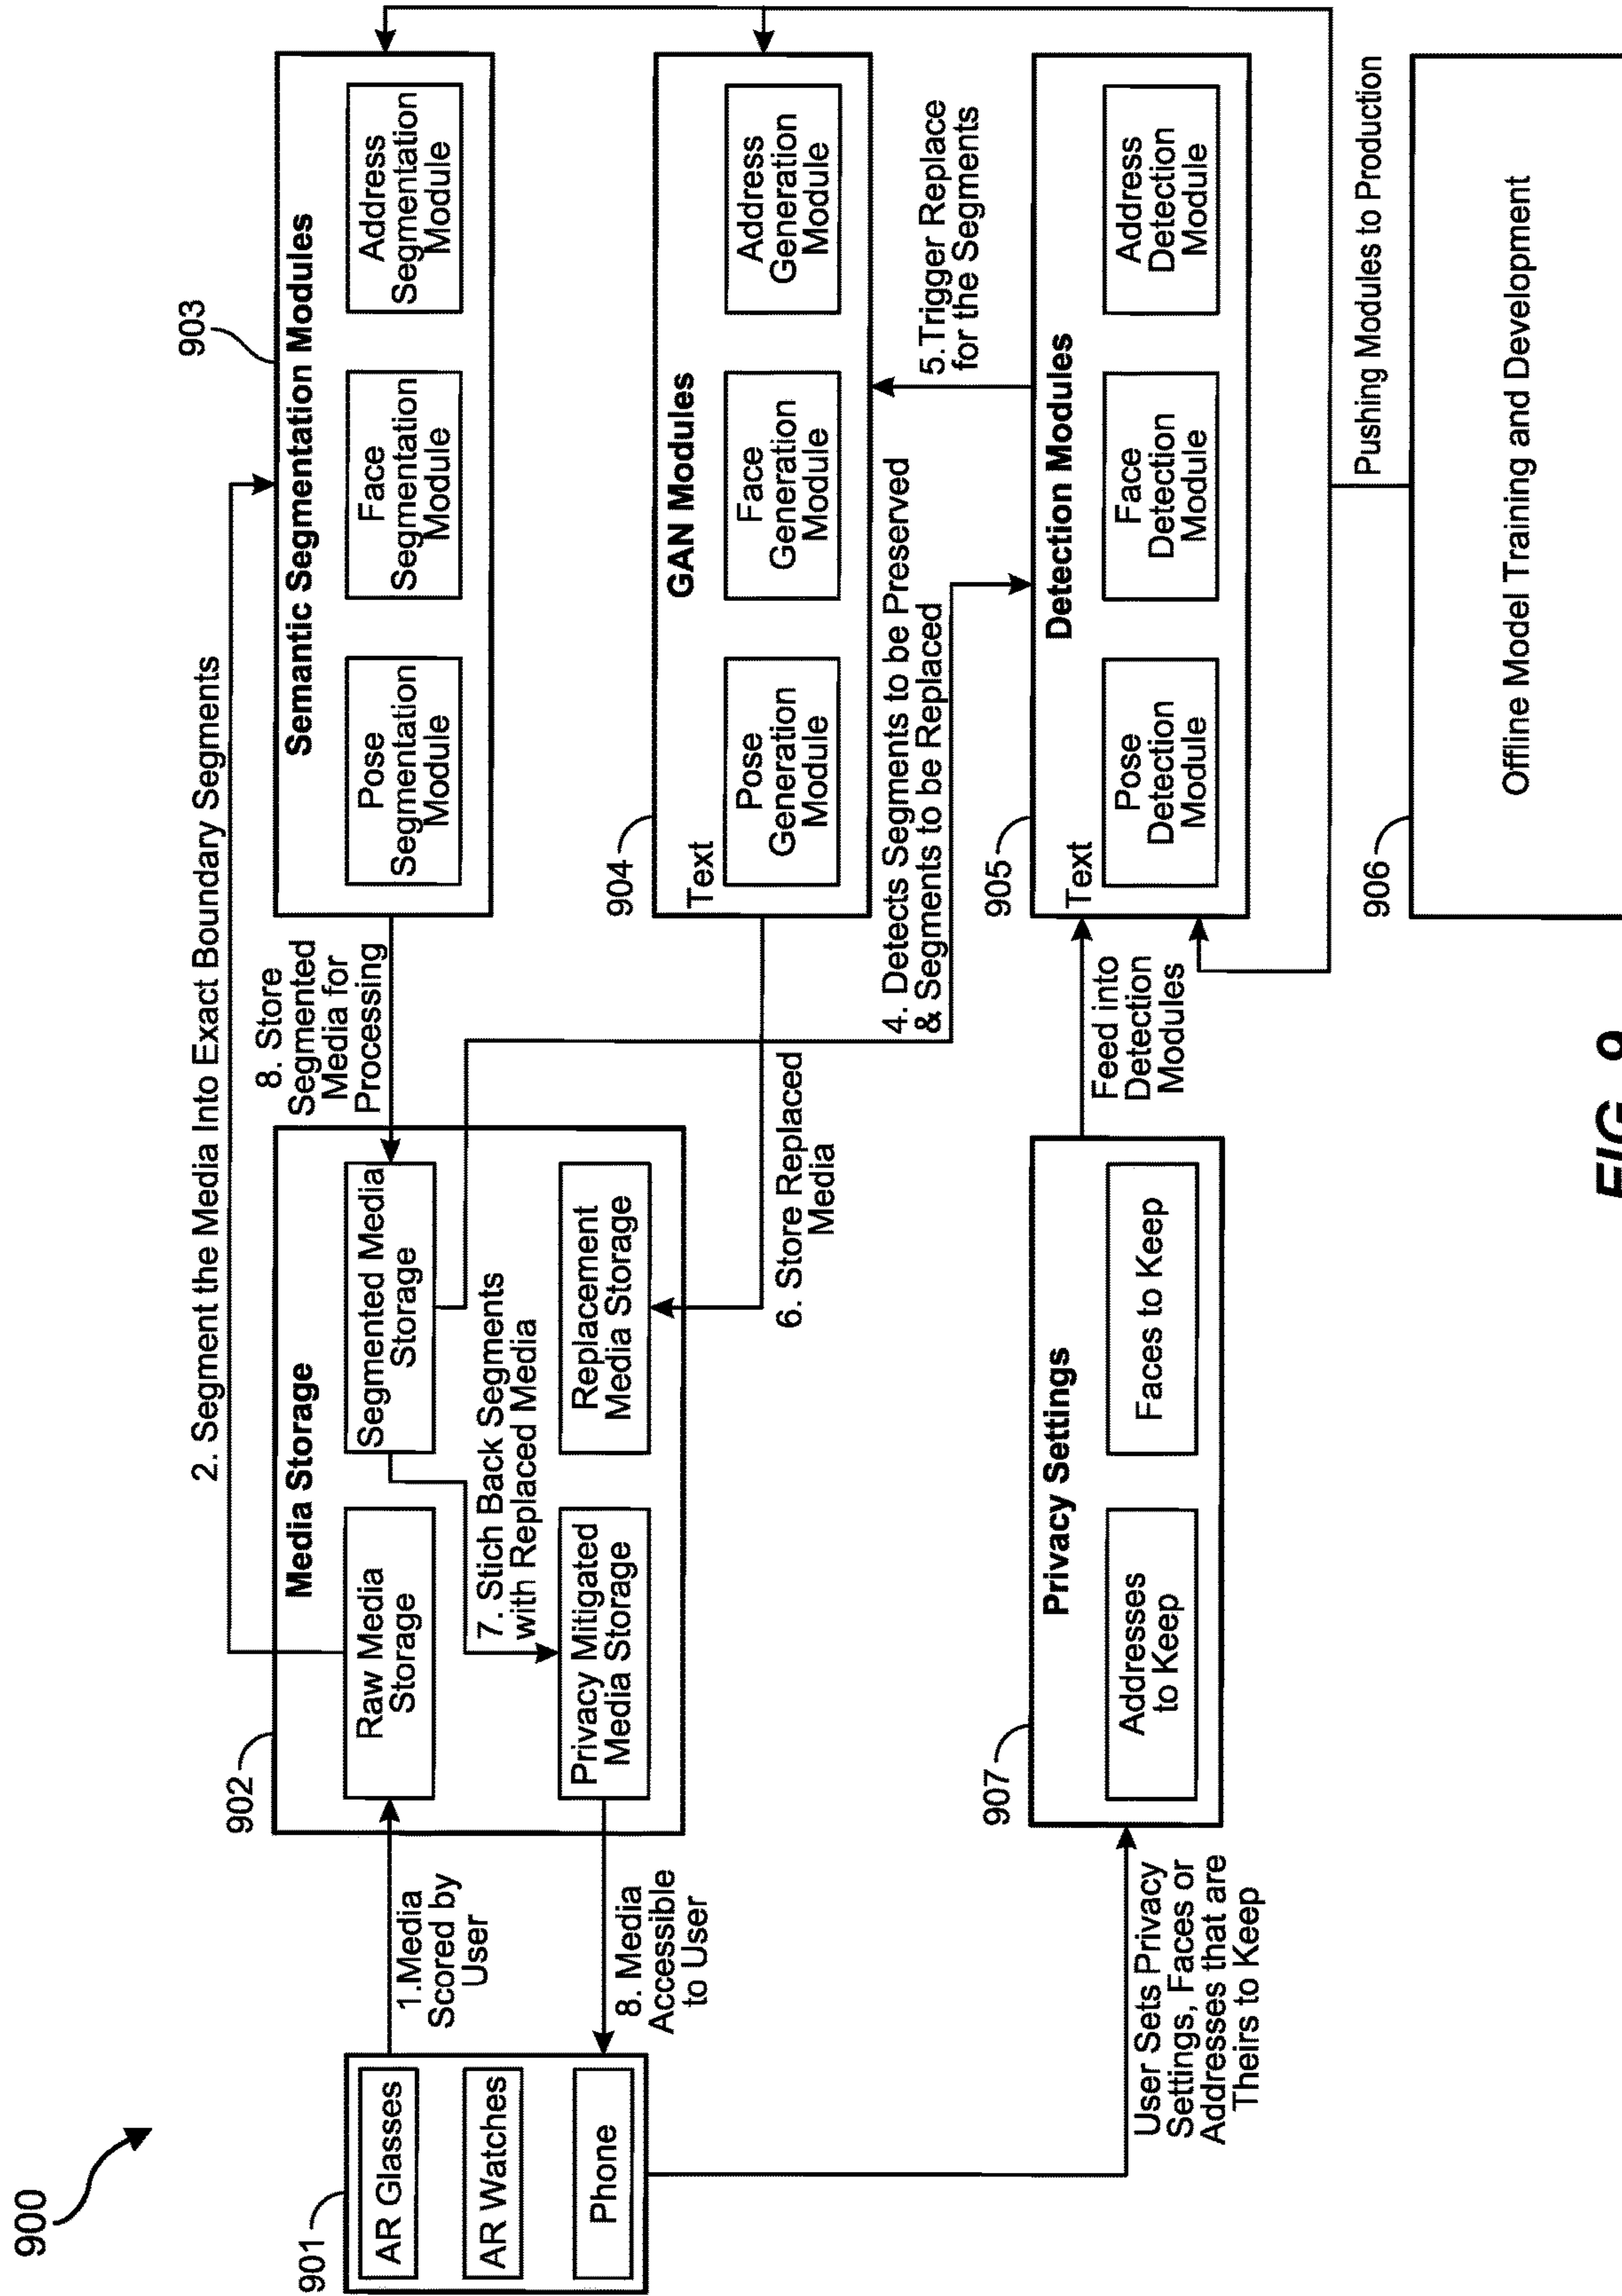 900
901
AR Glasses
AR Watches
Phone
1.Media
Scored by
User
8. Media
Accessible
to User
User Sets Privacy
Settings, Faces or
Addresses that are
Theirs to Keep
902
Media Storage
Raw Media
Storage
Segmented Media
Storage
7. Stich Back Segments
with Replaced Media
Privacy Mitigated
Media Storage
Replacement
Media Storage
907
Privacy Settings
Addresses
to Keep
Faces to Keep
2. Segment the Media Into Exact Boundary Segments
8. Store
Segmented
Media for
Processing
6. Store Replaced
Media
4. Detects Segments to be Preserved
& Segments to be Replaced
Feed into
Detection
Modules
903
Semantic Segmentation Modules
Pose
Segmentation
Module
Face
Segmentation
Module
Address
Segmentation
Module
904
GAN Modules
Text
Pose
Generation
Module
Face
Generation
Module
Address
Generation
Module
5.Trigger Replace
for the Segments
905
Detection Modules
Text
Pose
Detection
Module
Face
Detection
Module
Address
Detection
Module
Pushing Modules to Production
906
Offline Model Training and Development
FIG. 9